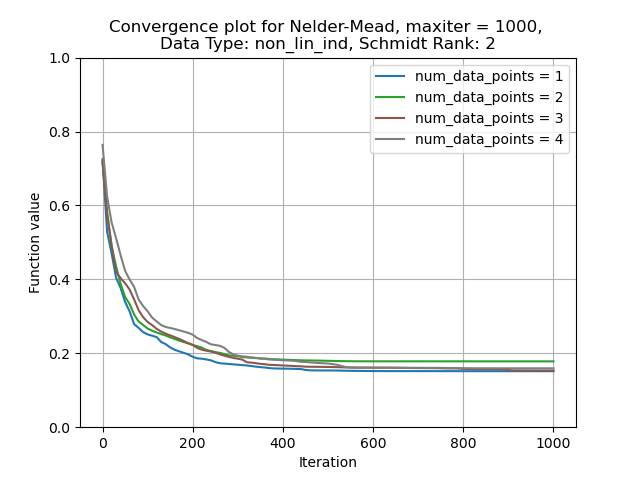 Convergence plot for Nelder-Mead, maxiter = 1000,
Data Type: non_lin_ind, Schmidt Rank: 2
1.0
0.8
0.6
0.4
0.2
0.0
Function value
num_data_points = 1
num_data_points = 2
num_data_points = 3
num_data_points = 4
0 200 400 600 800 1000
Iteration